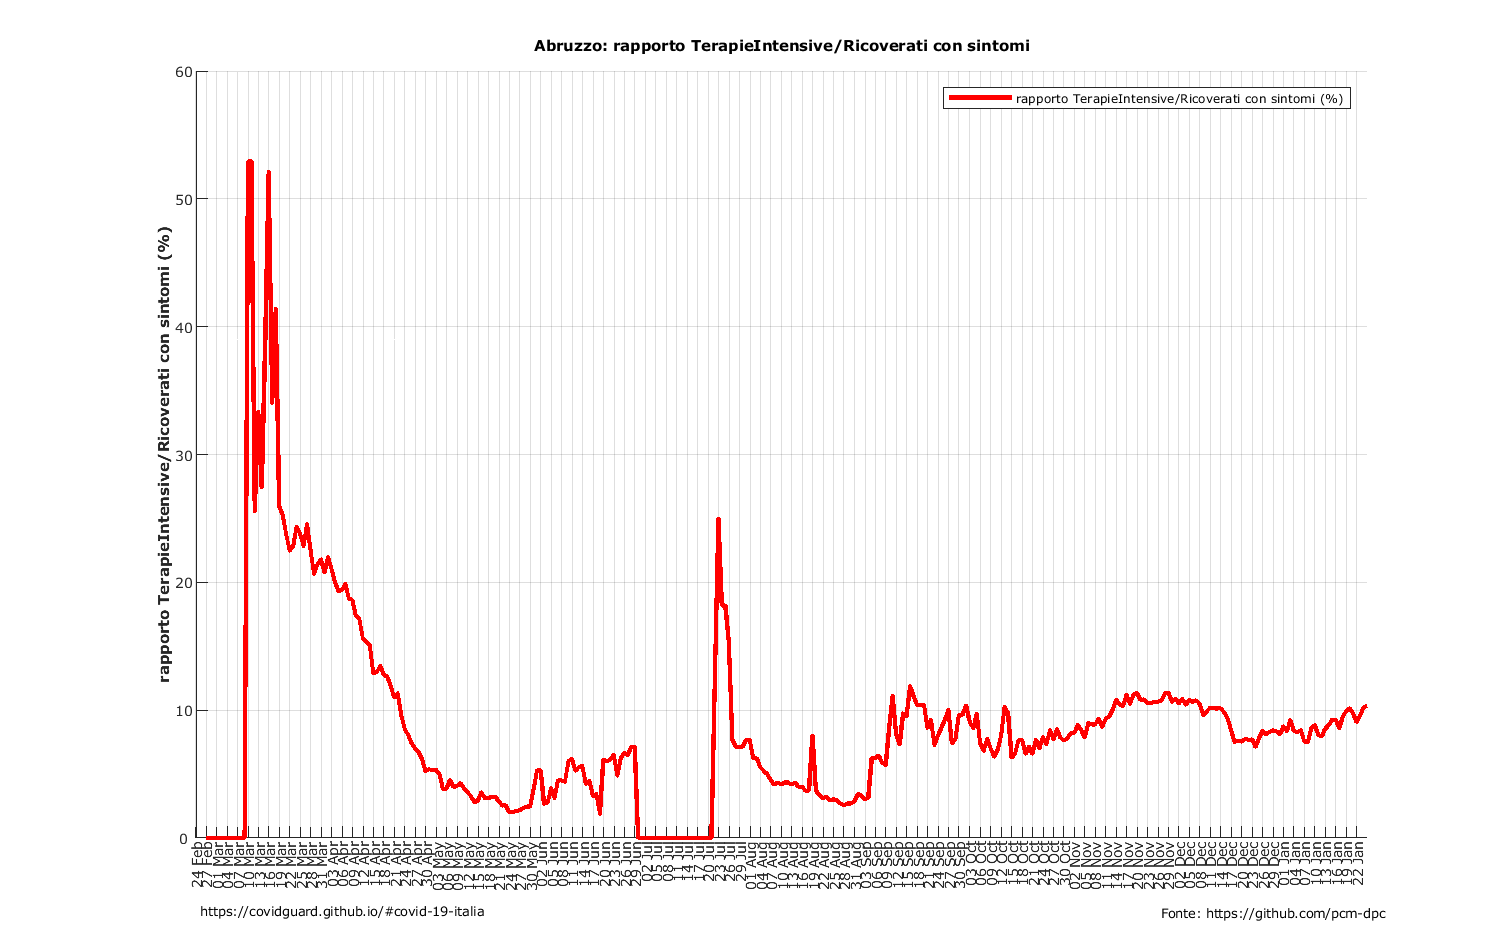 Abruzzo: rapporto TerapieIntensive/Ricoverati con sintomi
rapporto TerapieIntensive/Ricoverati con sintomi (%)
rapporto TerapieIntensive/Ricoverati con sintomi (%)
60
50
40
30
20
10
0
24 Feb
27 Feb
01 Mar
04 Mar
07 Mar
10 Mar
13 Mar
16 Mar
19 Mar
22 Mar
25 Mar
28 Mar
31 Mar
03 Apr
06 Apr
09 Apr
12 Apr
15 Apr
18 Apr
21 Apr
24 Apr
27 Apr
30 Apr
03 May
06 May
09 May
12 May
15 May
18 May
21 May
24 May
27 May
30 May
02 Jun
05 Jun
08 Jun
11 Jun
14 Jun
17 Jun
20 Jun
23 Jun
26 Jun
29 Jun
02 Jul
05 Jul
08 Jul
11 Jul
14 Jul
17 Jul
20 Jul
23 Jul
26 Jul
29 Jul
01 Aug
04 Aug
07 Aug
10 Aug
13 Aug
16 Aug
19 Aug
22 Aug
25 Aug
28 Aug
31 Aug
03 Sep
06 Sep
09 Sep
12 Sep
15 Sep
18 Sep
21 Sep
24 Sep
27 Sep
30 Sep
03 Oct
06 Oct
09 Oct
12 Oct
15 Oct
18 Oct
21 Oct
24 Oct
27 Oct
30 Oct
02 Nov
05 Nov
08 Nov
11 Nov
14 Nov
17 Nov
20 Nov
23 Nov
26 Nov
29 Nov
02 Dec
05 Dec
08 Dec
11 Dec
14 Dec
17 Dec
20 Dec
23 Dec
26 Dec
29 Dec
01 Jan
04 Jan
07 Jan
10 Jan
13 Jan
16 Jan
19 Jan
22 Jan
https://covidguard.github.io/#covid-19-italia
Fonte: https://github.com/pcm-dpc